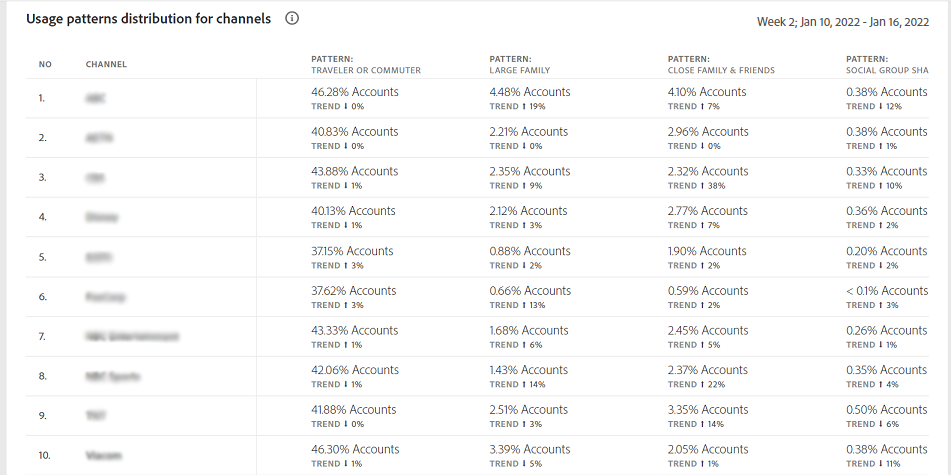 Usage patterns distribution for channels
Week 2; Jan 10, 2022 - Jan 16, 2022
NO CHANNEL PATTERN: TRAVELER OR COMMUTER PATTERN: LARGE FAMILY PATTERN: CLOSE FAMILY & FRIENDS PATTERN: SOCIAL GROUP SHA
1. 46.28% Accounts 4.48% Accounts 4.10% Accounts 0.38% Accounts
TREND ⬇ 0% TREND ⬆ 19% TREND ⬆ 7% TREND ⬇ 12%
2. 40.83% Accounts 2.21% Accounts 2.96% Accounts 0.38% Accounts
TREND ⬇ 0% TREND ⬇ 0% TREND ⬇ 0% TREND ⬆ 1%
3. 43.88% Accounts 2.35% Accounts 2.32% Accounts 0.33% Accounts
TREND ⬇ 1% TREND ⬆ 9% TREND ⬆ 38% TREND ⬆ 10%
4. 40.13% Accounts 2.12% Accounts 2.77% Accounts 0.36% Accounts
TREND ⬇ 1% TREND ⬆ 3% TREND ⬆ 7% TREND ⬆ 2%
5. 37.15% Accounts 0.88% Accounts 1.90% Accounts 0.20% Accounts
TREND ⬆ 3% TREND ⬇ 2% TREND ⬆ 2% TREND ⬇ 2%
6. 37.62% Accounts 0.66% Accounts 0.59% Accounts < 0.1% Accounts
TREND ⬆ 3% TREND ⬆ 13% TREND ⬆ 2% TREND ⬆ 3%
7. 43.33% Accounts 1.68% Accounts 2.45% Accounts 0.26% Accounts
TREND ⬆ 1% TREND ⬆ 6% TREND ⬆ 5% TREND ⬇ 1%
8. 42.06% Accounts 1.43% Accounts 2.37% Accounts 0.35% Accounts
TREND ⬇ 1% TREND ⬆ 14% TREND ⬆ 22% TREND ⬆ 4%
9. 41.88% Accounts 2.51% Accounts 3.35% Accounts 0.50% Accounts
TREND ⬇ 0% TREND ⬆ 3% TREND ⬆ 14% TREND ⬇ 6%
10. 46.30% Accounts 3.39% Accounts 2.05% Accounts 0.38% Accounts
TREND ⬇ 1% TREND ⬇ 5% TREND ⬆ 1% TREND ⬇ 11%